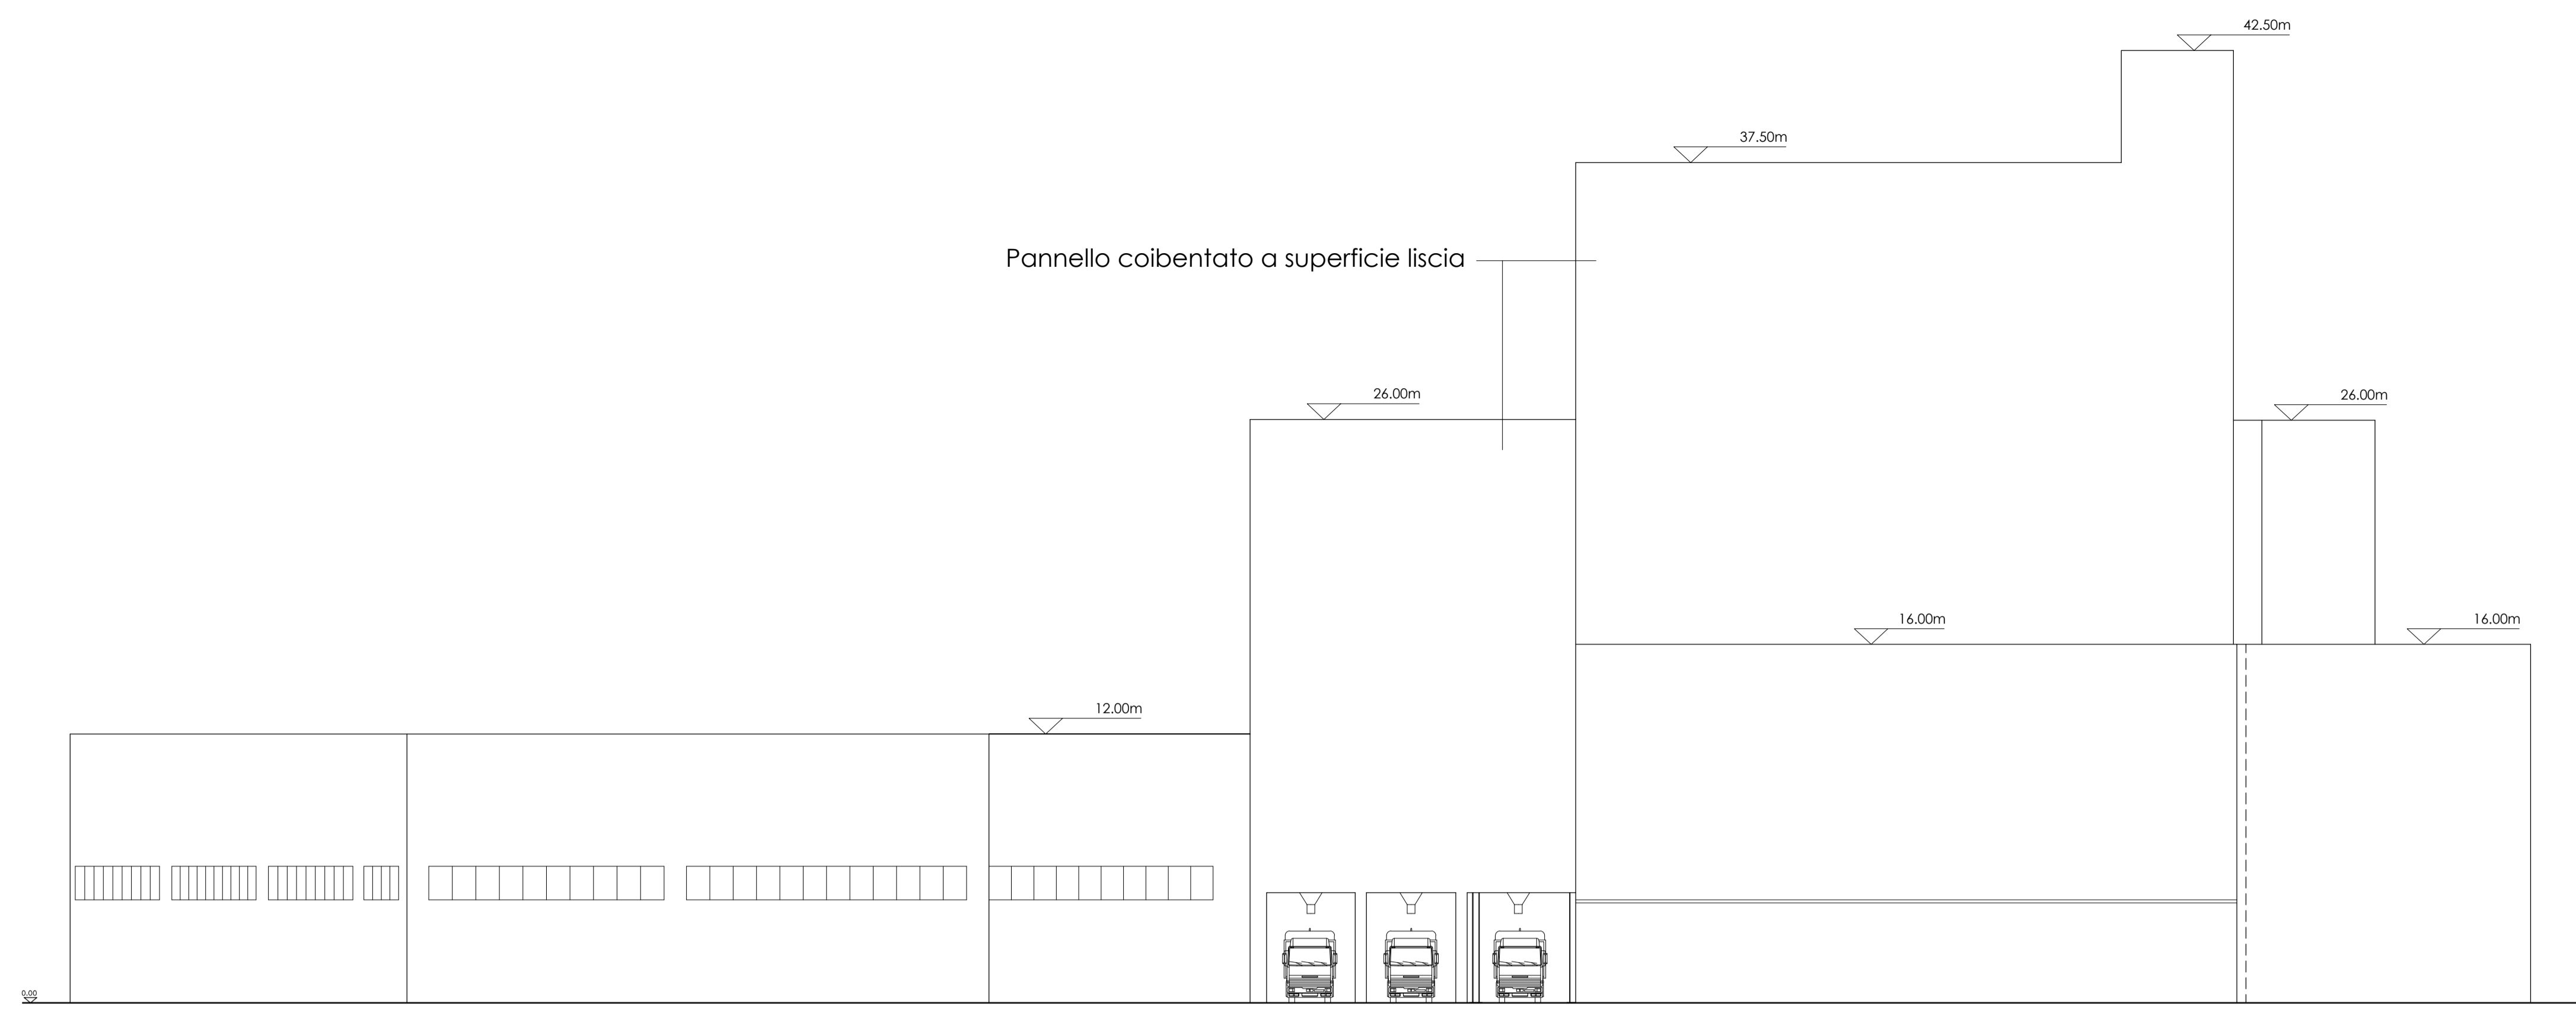 42.50m
37.50m
Pannello coibentato a superficie liscia
26.00m
26.00m
16.00m
16.00m
12.00m
0.00